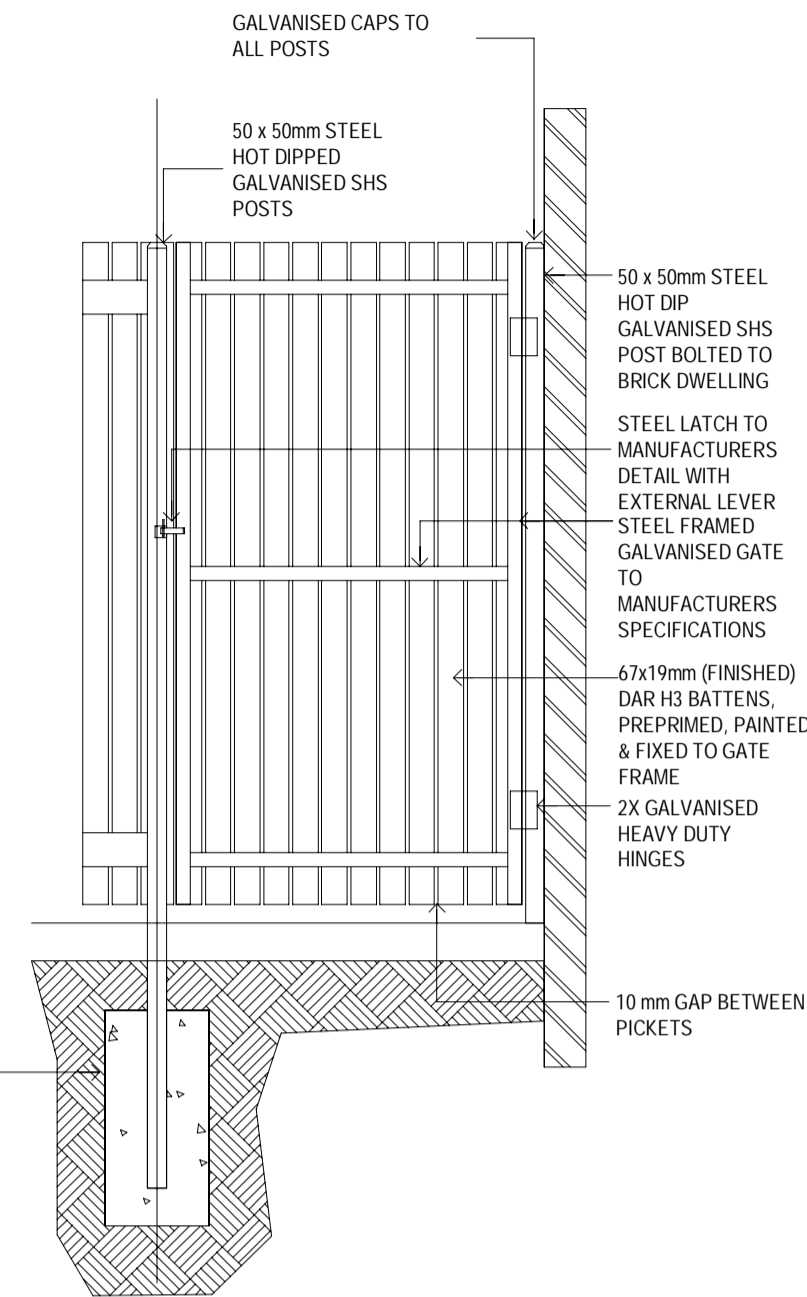 GALVANISED CAPS TO
ALL POSTS
50 x 50mm STEEL
HOT DIPPED
GALVANISED SHS
POSTS
50 x 50mm STEEL
HOT DIP
GALVANISED SHS
POST BOLTED TO
BRICK DWELLING
STEEL LATCH TO
MANUFACTURERS
DETAIL WITH
EXTERNAL LEVER
STEEL FRAMED
GALVANISED GATE
TO
MANUFACTURERS
SPECIFICATIONS
67x19mm (FINISHED)
DAR H3 BATTENS,
PREPRIMED, PAINTED
& FIXED TO GATE
FRAME
2X GALVANISED
HEAVY DUTY
HINGES
10 mm GAP BETWEEN
PICKETS